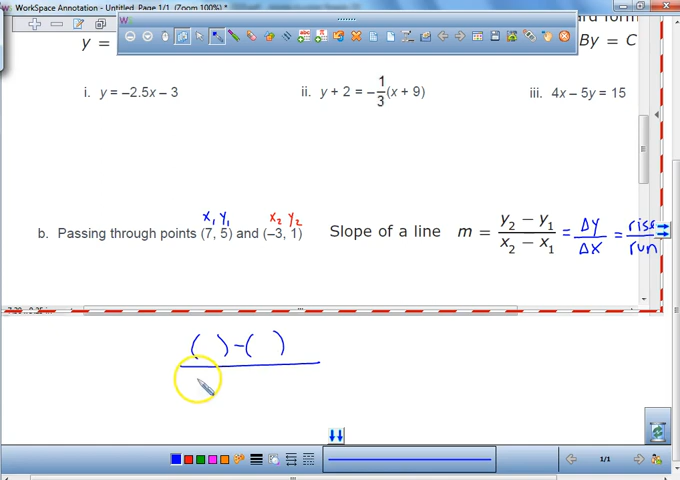 WorkSpace Annotation - Untitled, Page 1/1 (Zoom 100%) *
y =
By = C
i. y = –2.5x – 3
ii. y + 2 = –1/3(x + 9)
iii. 4x – 5y = 15
x1 y1 x2 y2
b. Passing through points (7, 5) and (–3, 1)
Slope of a line m = y2 − y1 / x2 − x1 = Δy / Δx = rise / run
( ) - ( )
1/1